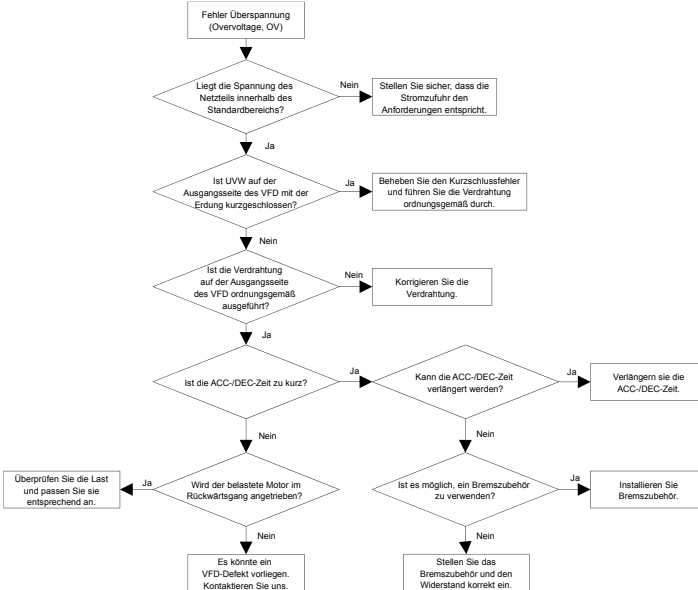 Fehler Überspannung
(Overvoltage, OV)
Liegt die Spannung des
Netzteils innerhalb des
Standardbereichs?
Nein
Stellen Sie sicher, dass die
Stromzufuhr den
Anforderungen entspricht.
Ja
Ist UVW auf der
Ausgangsseite des VFD mit der
Erdung kurzgeschlossen?
Ja
Beheben Sie den Kurzschlussfehler
und führen Sie die Verdrahtung
ordnungsgemäß durch.
Nein
Ist die Verdrahtung
auf der Ausgangsseite
des VFD ordnungsgemäß
ausgeführt?
Nein
Korrigieren Sie die
Verdrahtung.
Ja
Ist die ACC-/DEC-Zeit zu kurz?
Ja
Kann die ACC-/DEC-Zeit
verlängert werden?
Ja
Verlängern sie die
ACC-/DEC-Zeit.
Nein
Nein
Überprüfen Sie die Last
und passen Sie sie
entsprechend an.
Ja
Wird der belastete Motor im
Rückwärtsgang angetrieben?
Ist es möglich, ein Bremszubehör
zu verwenden?
Ja
Installieren Sie
Bremszubehör.
Nein
Nein
Es könnte ein
VFD-Defekt vorliegen.
Kontaktieren Sie uns.
Stellen Sie das
Bremszubehör und den
Widerstand korrekt ein.